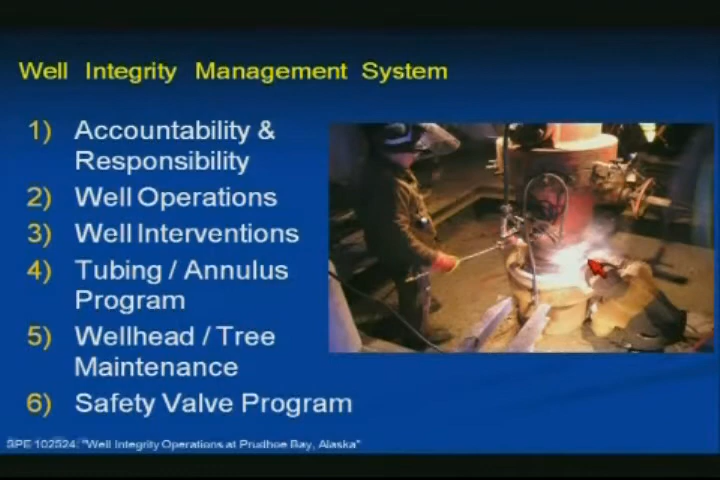 Well Integrity Management System
1) Accountability &
Responsibility
2) Well Operations
3) Well Interventions
4) Tubing / Annulus
Program
5) Wellhead / Tree
Maintenance
6) Safety Valve Program
SPE 102524: "Well Integrity Operations at Prudhoe Bay, Alaska"